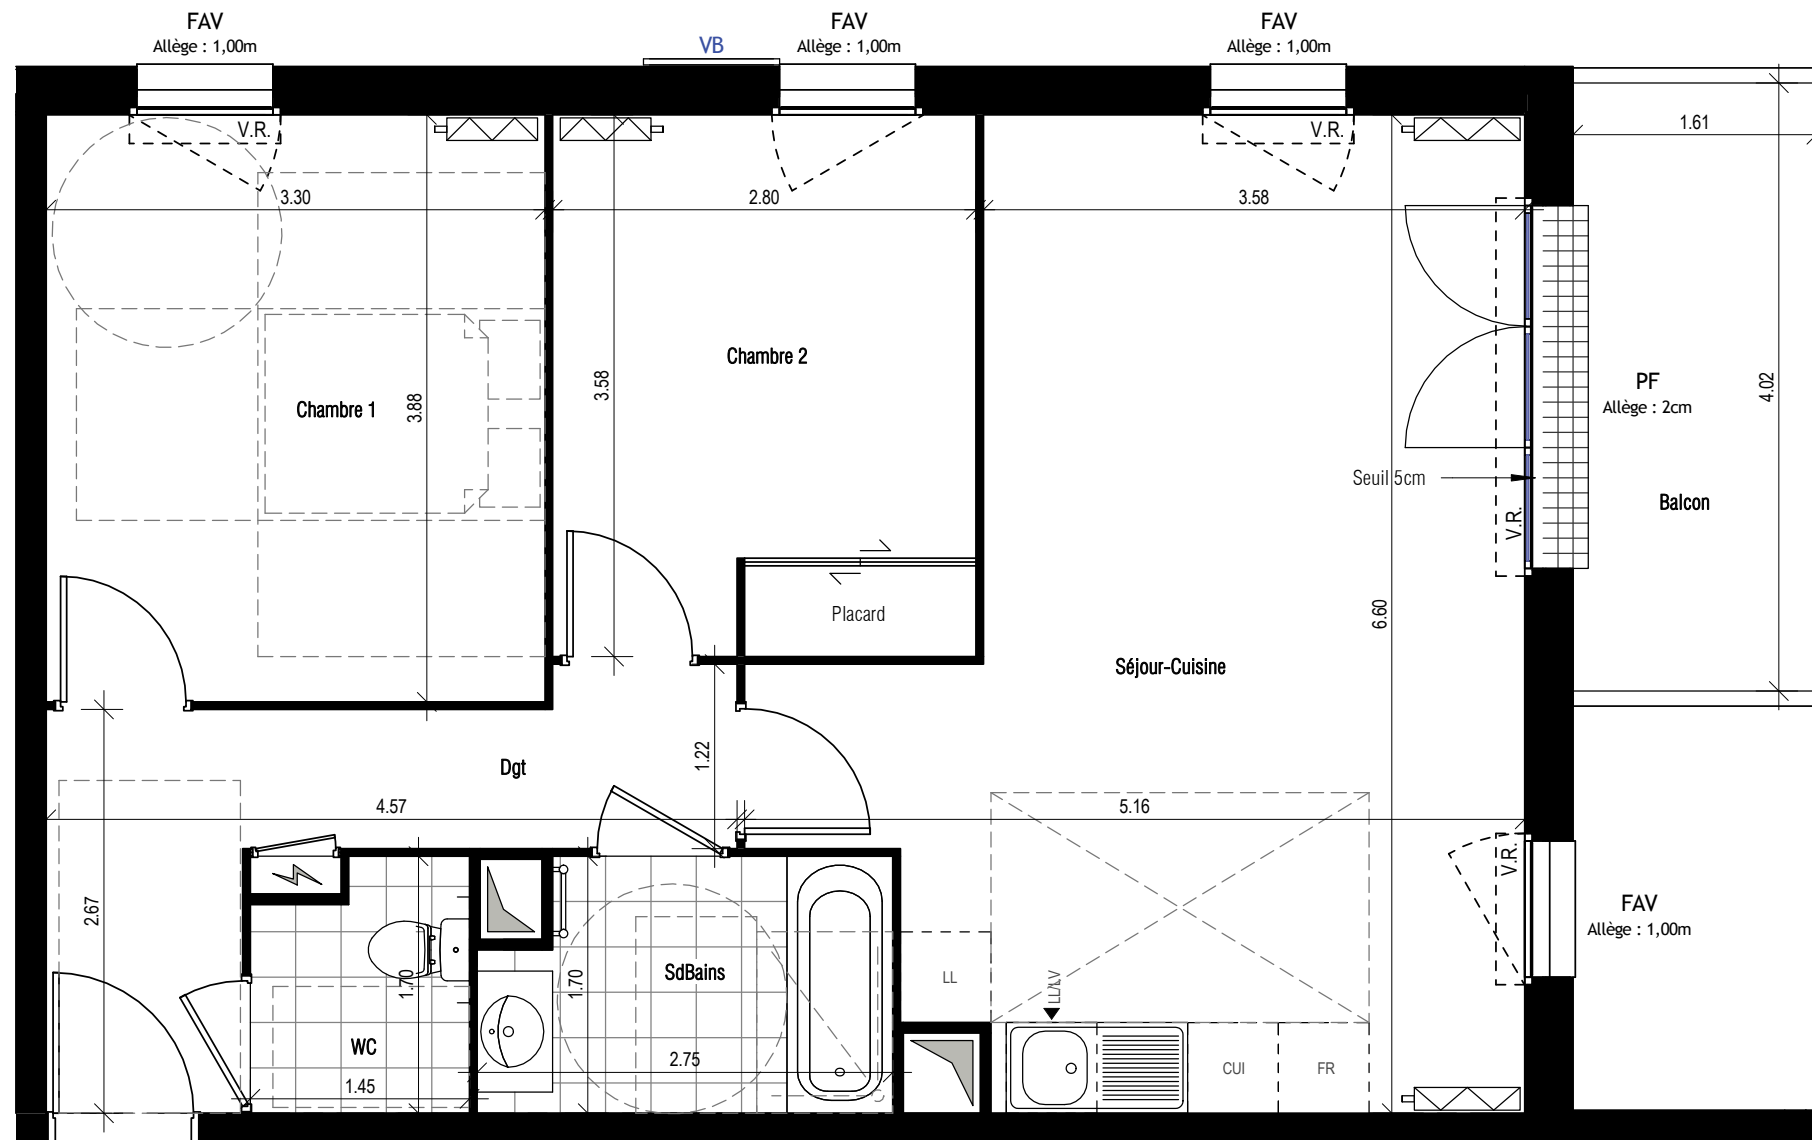 FAV
Allège : 1,00m
VB
FAV
Allège : 1,00m
FAV
Allège : 1,00m
V.R.
V.R.
1.61
3.30
2.80
3.58
Chambre 1
3.88
3.58
Chambre 2
4.02
PF
Allège : 2cm
Seuil 5cm
V.R.
Balcon
Placard
6.60
Séjour-Cuisine
Dgt
1.22
4.57
5.16
V.R.
2.67
FAV
Allège : 1,00m
1.70
1.70
SdBains
LL
LL/LV
WC
1.45
2.75
CUI
FR